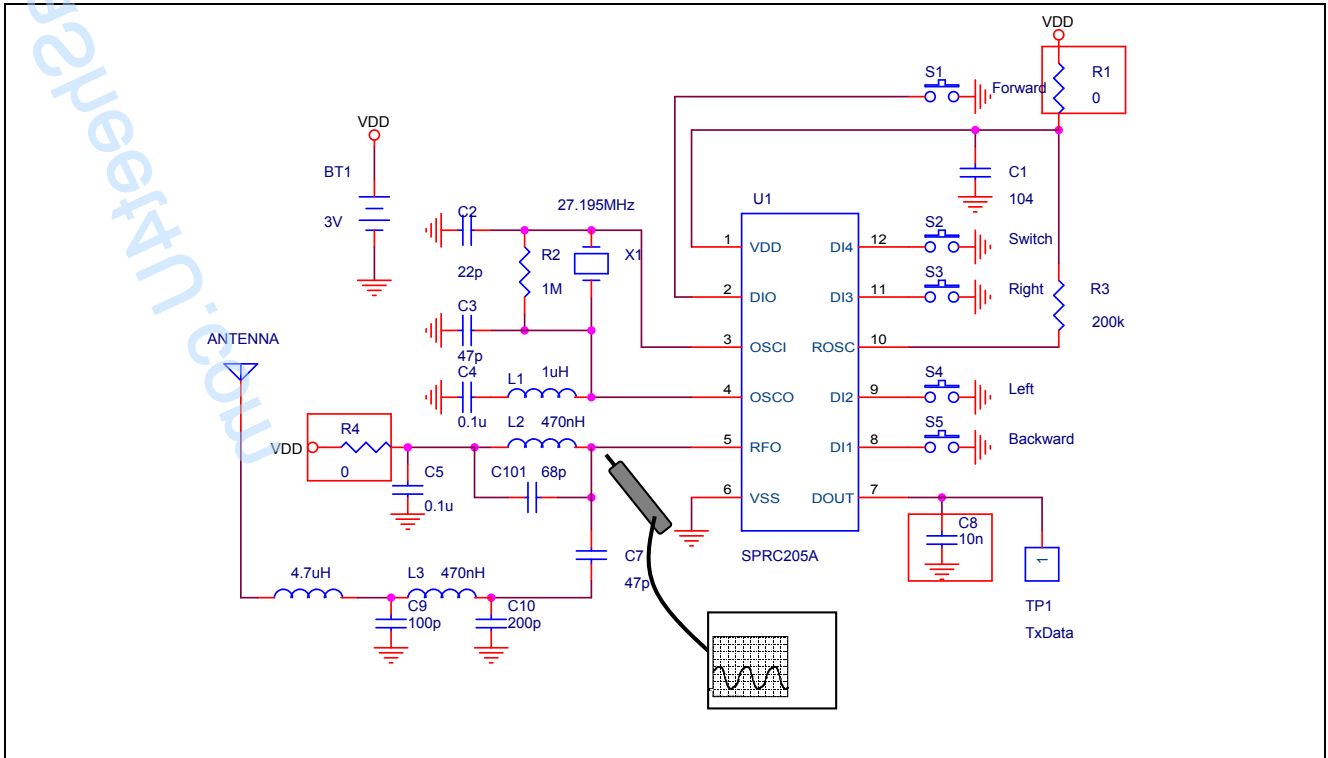 VDD
S1
Forward
R1
0
VDD
BT1
3V
C1
104
27.195MHz
U1
C2
22p
R2
1M
X1
C3
47p
C4
0.1u
L1
1uH
1
VDD
DI4
12
S2
Switch
2
DIO
DI3
11
S3
Right
R3
200k
3
OSCI
ROSC
10
4
OSCO
DI2
9
S4
Left
5
RFO
DI1
8
S5
Backward
6
VSS
DOUT
7
SPRC205A
ANTENNA
VDD
R4
0
L2
470nH
C5
0.1u
C101
68p
C7
47p
C8
10n
4.7uH
L3
470nH
C9
100p
C10
200p
1
TP1
TxData